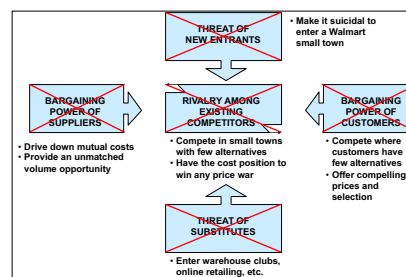 THREAT OF
NEW ENTRANTS
• Make it suicidal to
enter a Walmart
small town
BARGAINING
POWER OF
SUPPLIERS
• Drive down mutual costs
• Provide an unmatched
volume opportunity
RIVALRY AMONG
EXISTING
COMPETITORS
• Compete in small towns
with few alternatives
• Have the cost position to
win any price war
BARGAINING
POWER OF
CUSTOMERS
• Compete where
customers have
few alternatives
• Offer compelling
prices and
selection
THREAT OF
SUBSTITUTES
• Enter warehouse clubs,
online retailing, etc.